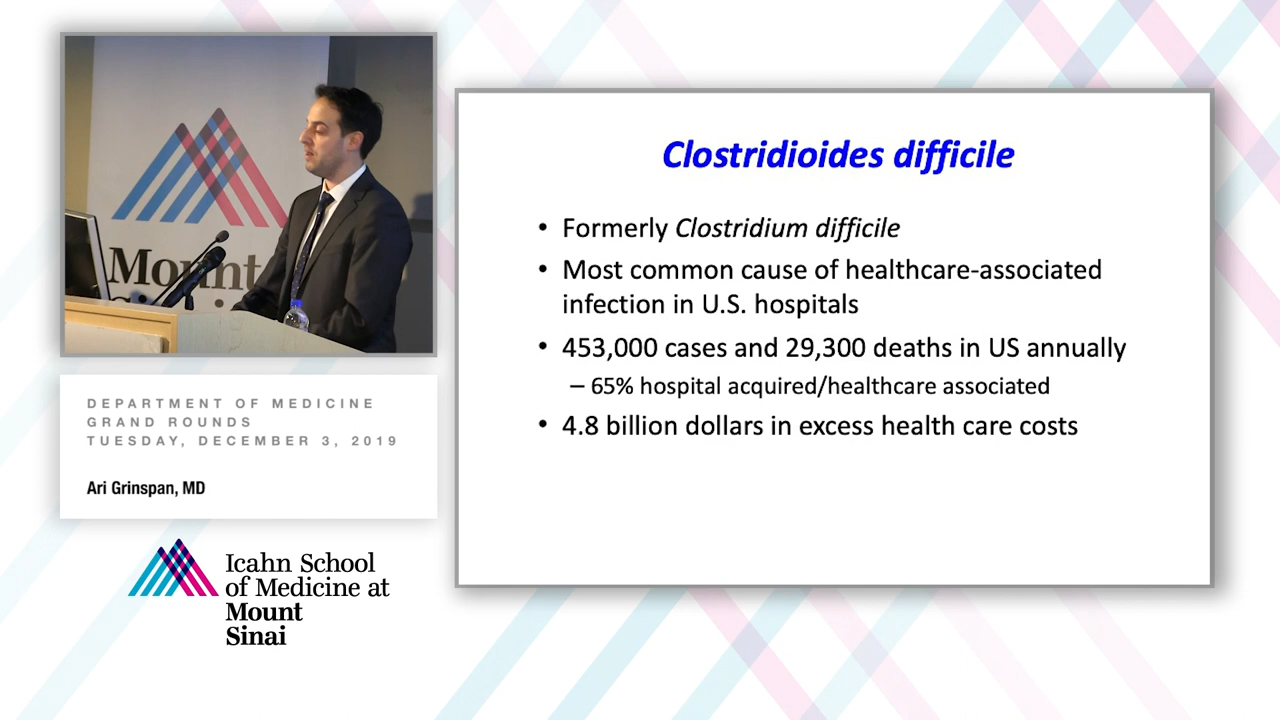 Mount
Sinai
DEPARTMENT OF MEDICINE
GRAND ROUNDS
TUESDAY, DECEMBER 3, 2019
Ari Grinspan, MD
Icahn School
of Medicine at
Mount
Sinai
Clostridioides difficile
• Formerly Clostridium difficile
• Most common cause of healthcare-associated
infection in U.S. hospitals
• 453,000 cases and 29,300 deaths in US annually
– 65% hospital acquired/healthcare associated
• 4.8 billion dollars in excess health care costs